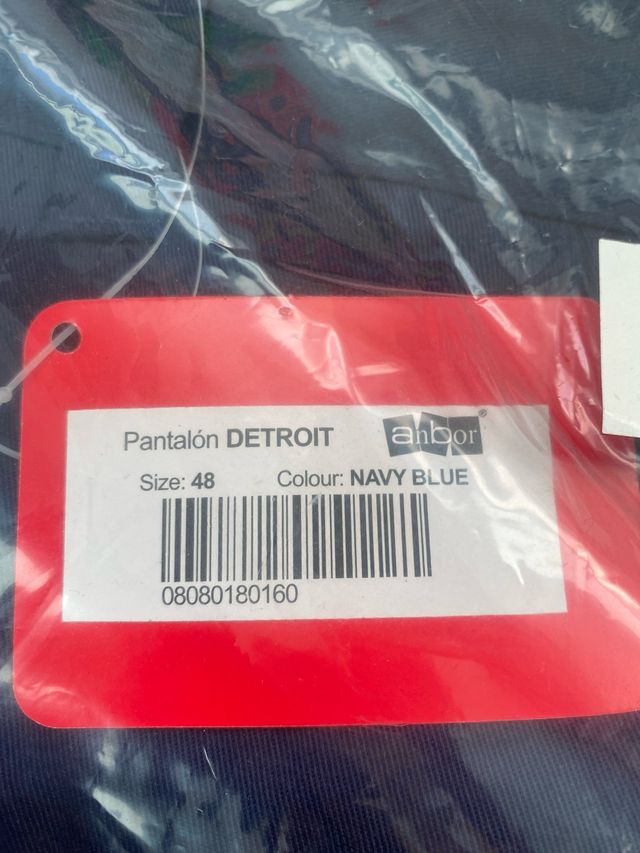 Pantalón DETROIT
anbor®
Size: 48 Colour: NAVY BLUE
08080180160